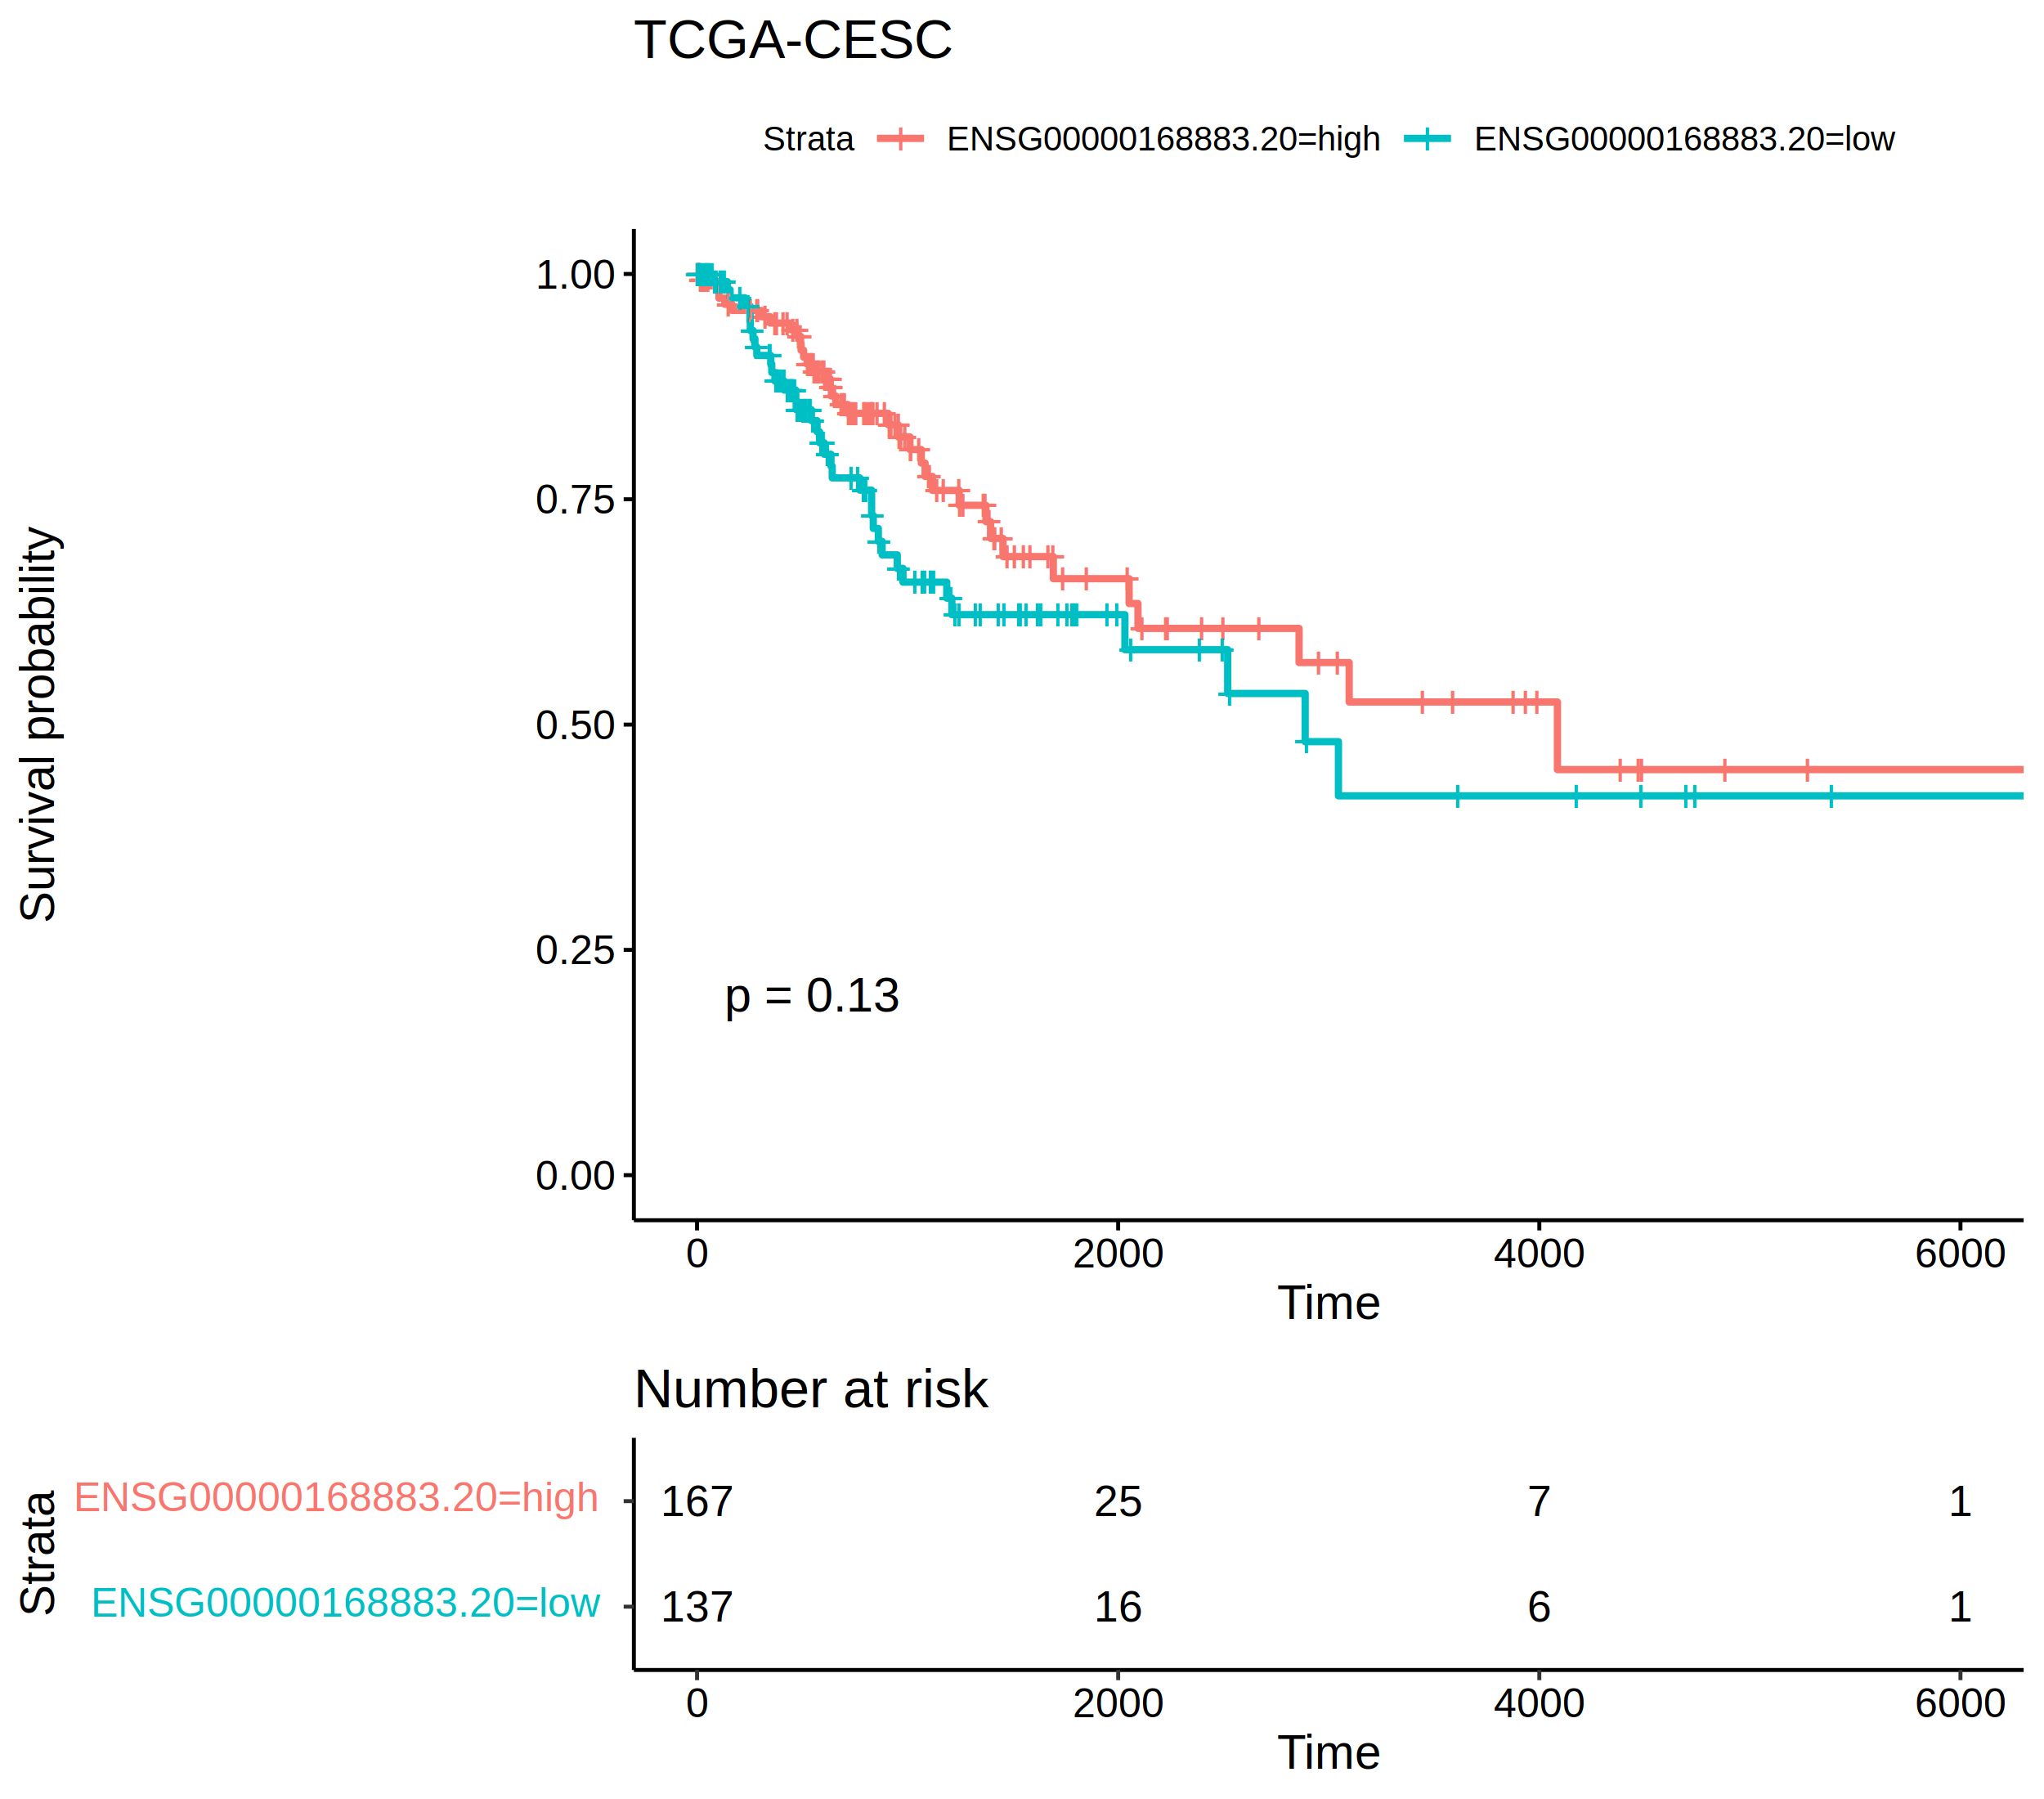 TCGA-CESC
Strata ENSG00000168883.20=high ENSG00000168883.20=low
Survival probability
1.00
0.75
0.50
0.25
0.00
p = 0.13
0 2000 4000 6000
Time
Number at risk
Strata
ENSG00000168883.20=high 167 25 7 1
ENSG00000168883.20=low 137 16 6 1
0 2000 4000 6000
Time